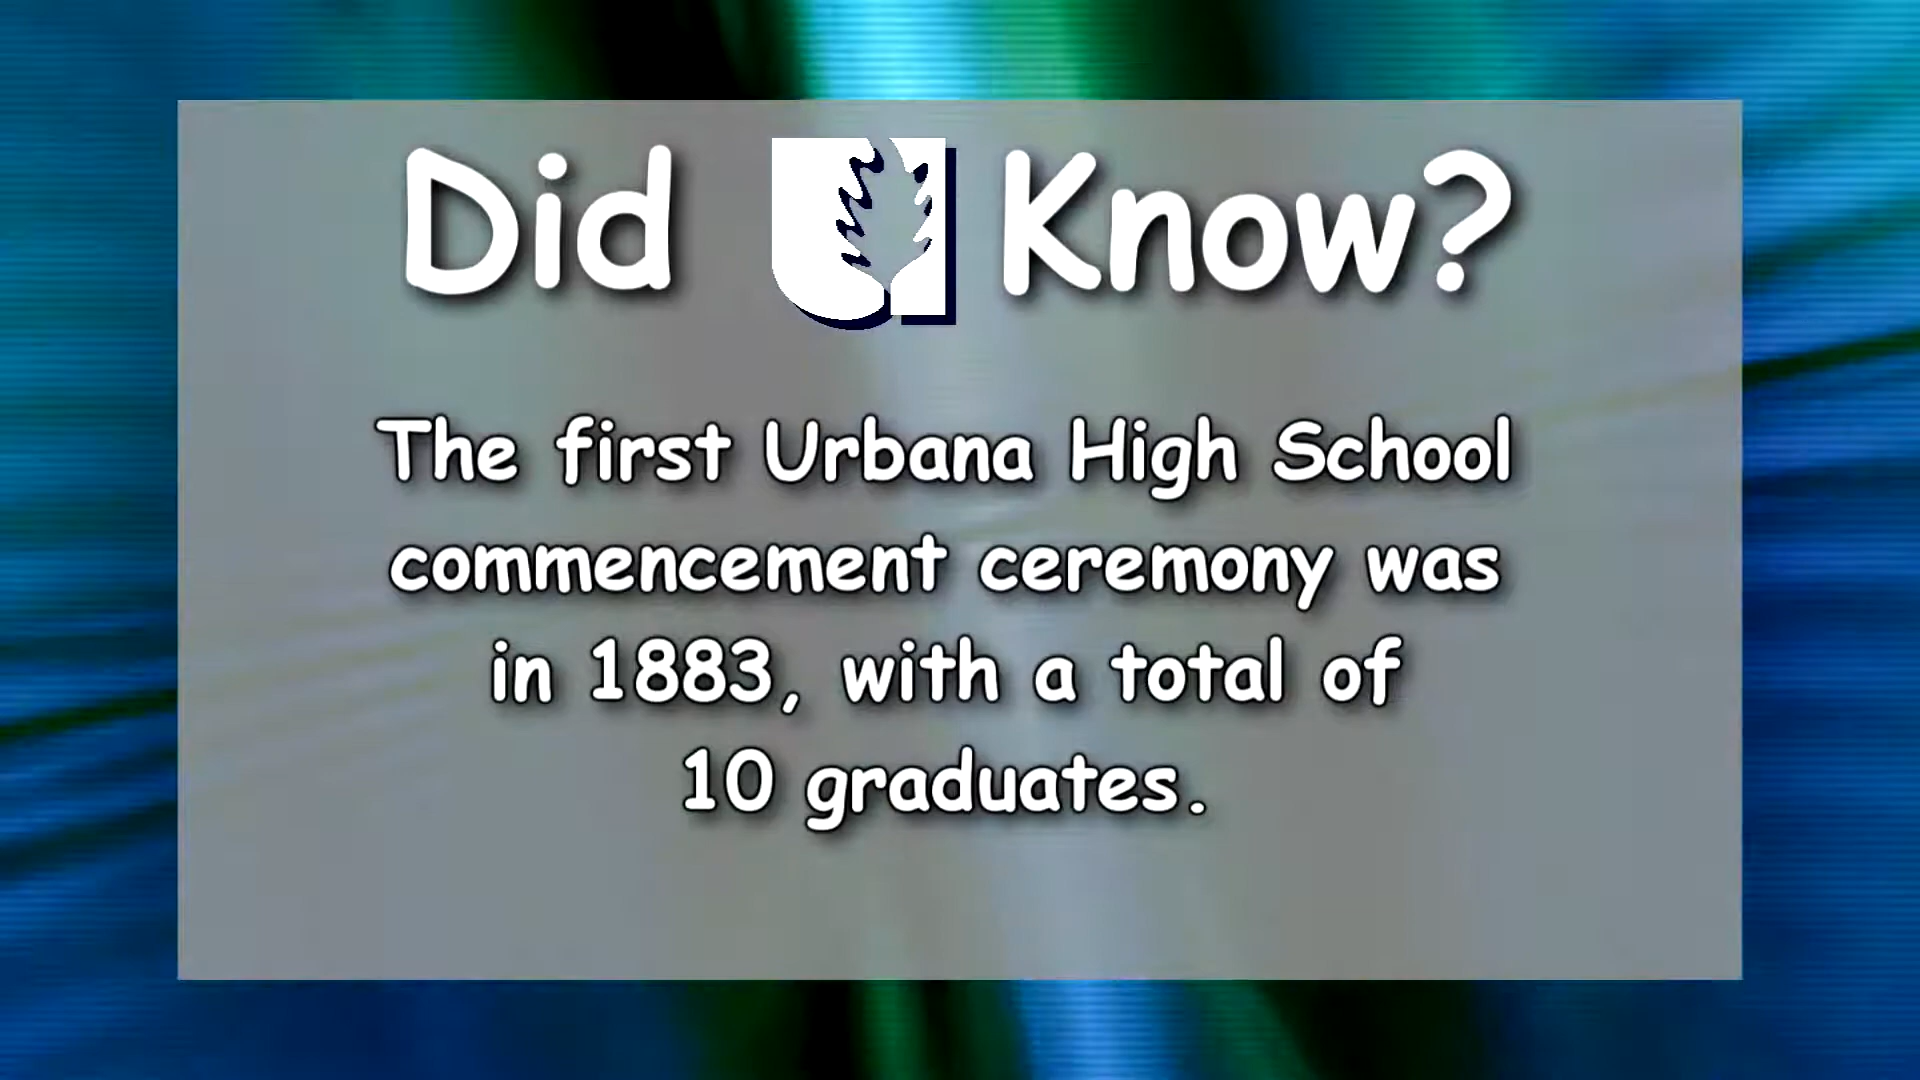 Did U Know?
The first Urbana High School
commencement ceremony was
in 1883, with a total of
10 graduates.